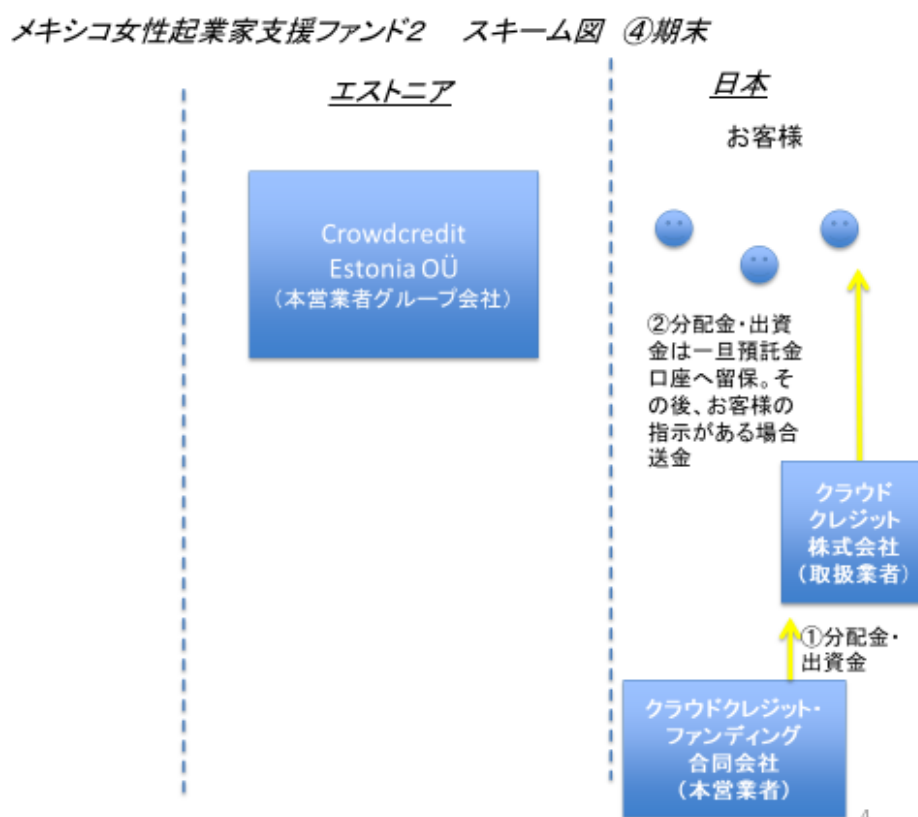 メキシコ女性起業家支援ファンド2 スキーム図 ④期末
エストニア
日本
お客様
Crowdcredit
Estonia OÜ
（本営業者グループ会社）
②分配金・出資
金は一旦預託金
口座へ留保。そ
の後、お客様の
指示がある場合
送金
クラウド
クレジット
株式会社
（取扱業者）
①分配金・
出資金
クラウドクレジット・
ファンディング
合同会社
（本営業者）